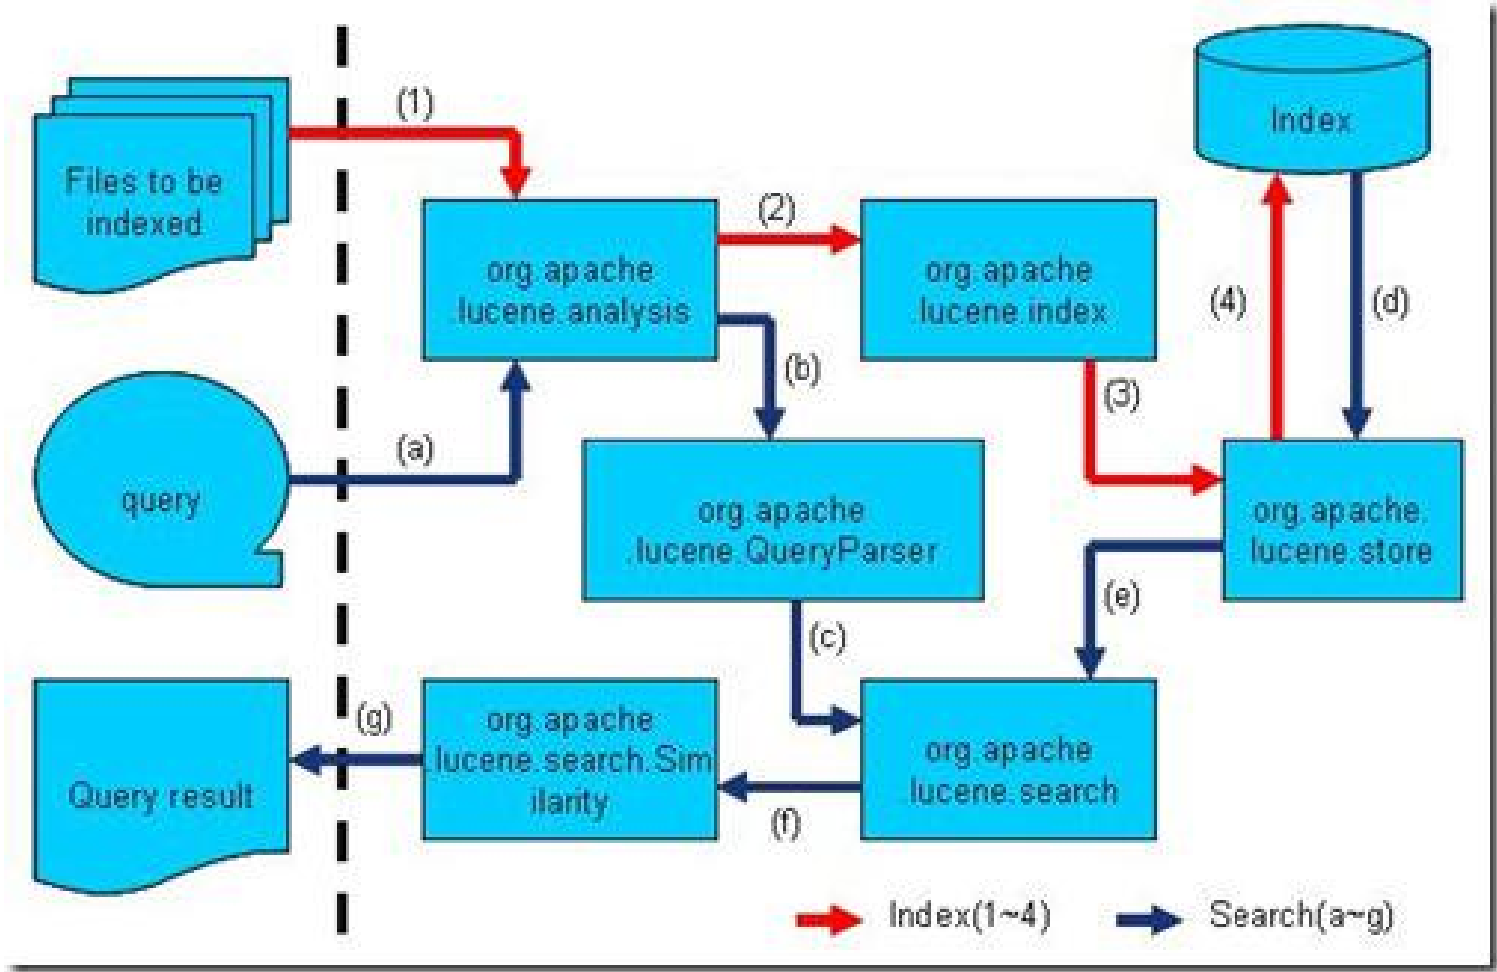 (1)
Files to be
indexed
Index
(2)
org.apache
.lucene.analysis
org.apache
.lucene.index
(4)
(d)
(b)
(3)
(a)
query
org.apache
.lucene.QueryParser
org.apache.
lucene.store
(e)
(c)
(g)
org.apache
.lucene.search.Sim
ilarity
Query result
org.apache
.lucene.search
(f)
Index(1~4)
Search(a~g)